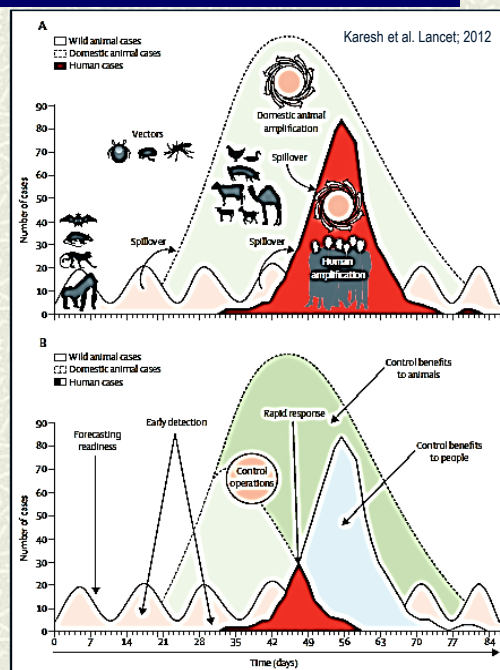 Karesh et al. Lancet; 2012
A
Wild animal cases
Domestic animal cases
Human cases
Vectors
Domestic animal
amplification
Spillover
Spillover
Spillover
Human
amplification
Number of cases
90
80
70
60
50
40
30
20
10
0
B
Wild animal cases
Domestic animal cases
Human cases
Forecasting
readiness
Early detection
Rapid response
Control benefits
to animals
Control
operations
Control benefits
to people
Number of cases
90
80
70
60
50
40
30
20
10
0
0 7 14 21 28 35 42 49 56 63 70 77 84
Time (days)